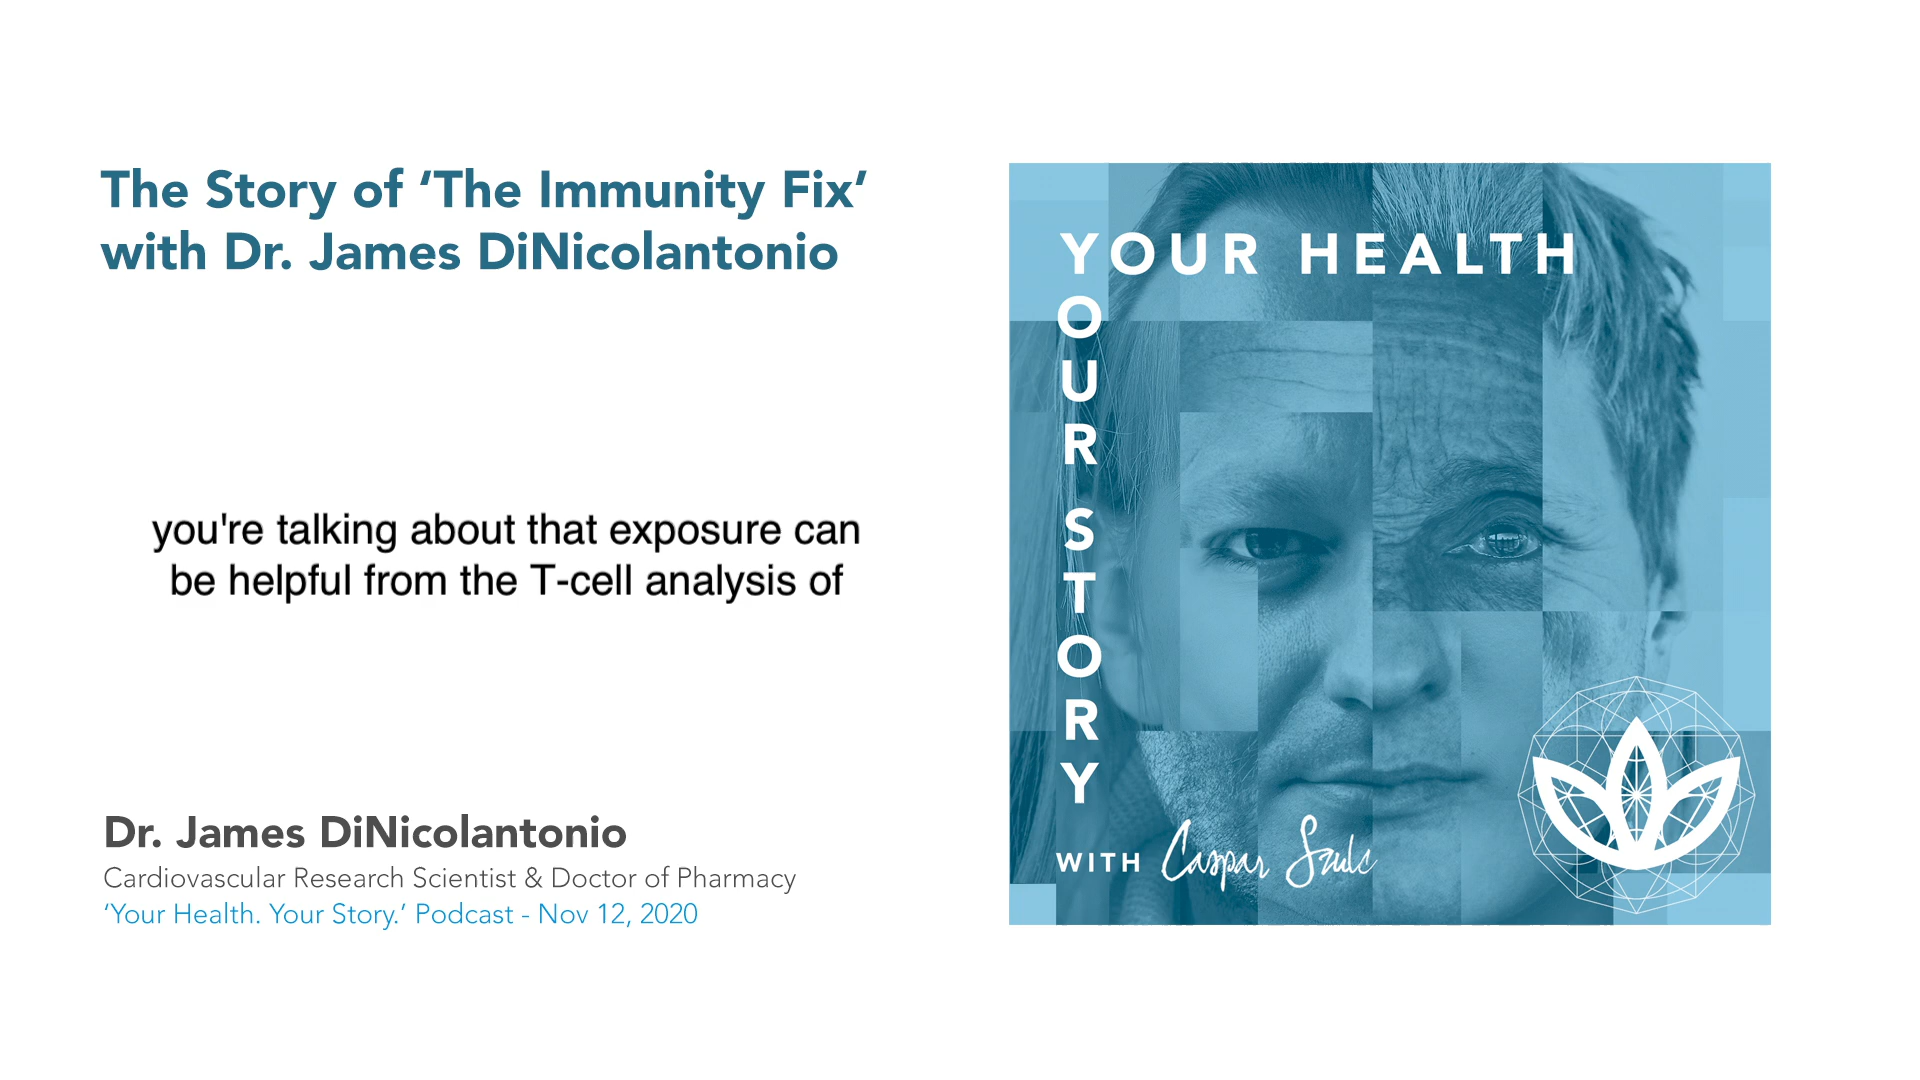 The Story of ‘The Immunity Fix’
with Dr. James DiNicolantonio
you're talking about that exposure can
be helpful from the T-cell analysis of
Dr. James DiNicolantonio
Cardiovascular Research Scientist & Doctor of Pharmacy
‘Your Health. Your Story.’ Podcast - Nov 12, 2020
YOUR HEALTH
YOUR STORY
WITH Caspar Szulc